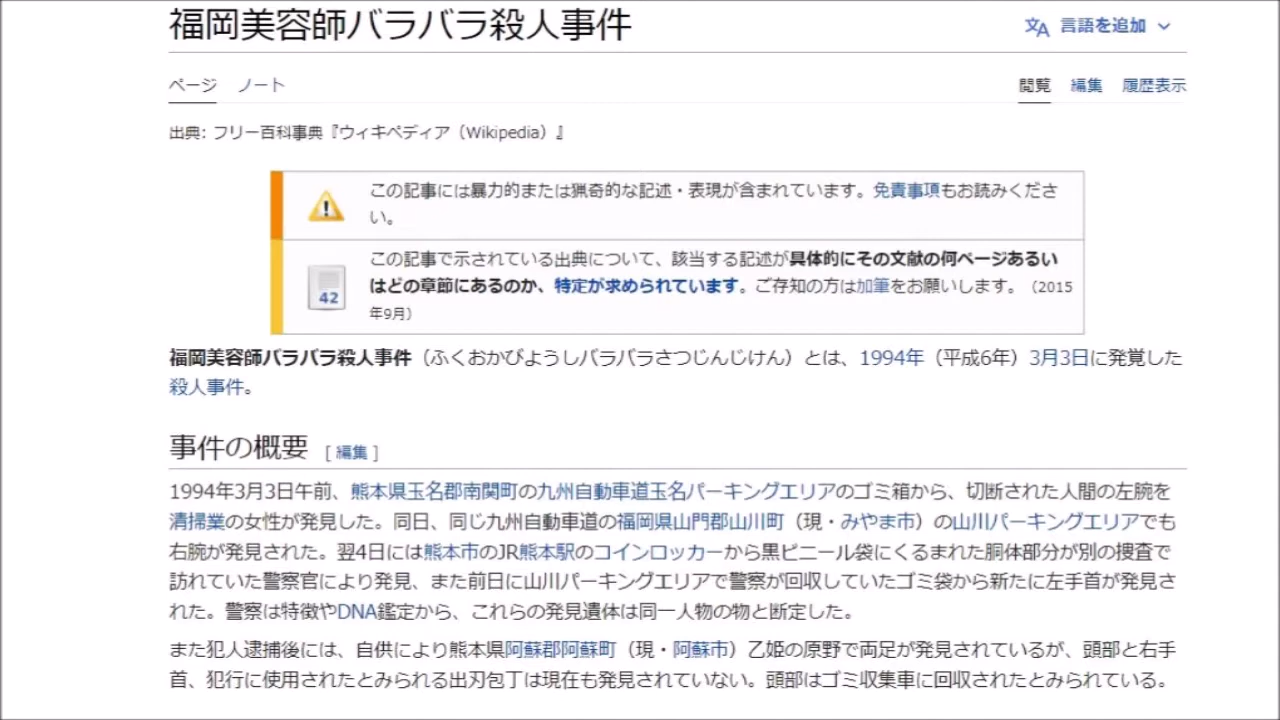 福岡美容師バラバラ殺人事件
言語を追加
ページ ノート
閲覧 編集 履歴表示
出典: フリー百科事典『ウィキペディア（Wikipedia）』
この記事には暴力的または猟奇的な記述・表現が含まれています。免責事項もお読みくださ
い。
この記事で示されている出典について、該当する記述が具体的にその文献の何ページあるい
はどの章節にあるのか、特定が求められています。ご存知の方は加筆をお願いします。（2015
年9月）
42
福岡美容師バラバラ殺人事件（ふくおかびようしバラバラさつじんじけん）とは、1994年（平成6年）3月3日に発覚した
殺人事件。
事件の概要 [ 編集 ]
1994年3月3日午前、熊本県玉名郡南関町の九州自動車道玉名パーキングエリアのゴミ箱から、切断された人間の左腕を
清掃業の女性が発見した。同日、同じ九州自動車道の福岡県山門郡山川町（現・みやま市）の山川パーキングエリアでも
右腕が発見された。翌4日には熊本市のJR熊本駅のコインロッカーから黒ビニール袋にくるまれた胴体部分が別の捜査で
訪れていた警察官により発見、また前日に山川パーキングエリアで警察が回収していたゴミ袋から新たに左手首が発見さ
れた。警察は特徴やDNA鑑定から、これらの発見遺体は同一人物の物と断定した。
また犯人逮捕後には、自供により熊本県阿蘇郡阿蘇町（現・阿蘇市）乙姫の原野で両足が発見されているが、頭部と右手
首、犯行に使用されたとみられる出刃包丁は現在も発見されていない。頭部はゴミ収集車に回収されたとみられている。